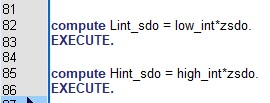 81
82 compute Lint_sdo = low_int*zsdo.
83 EXECUTE.
84
85 compute Hint_sdo = high_int*zsdo.
86 EXECUTE.